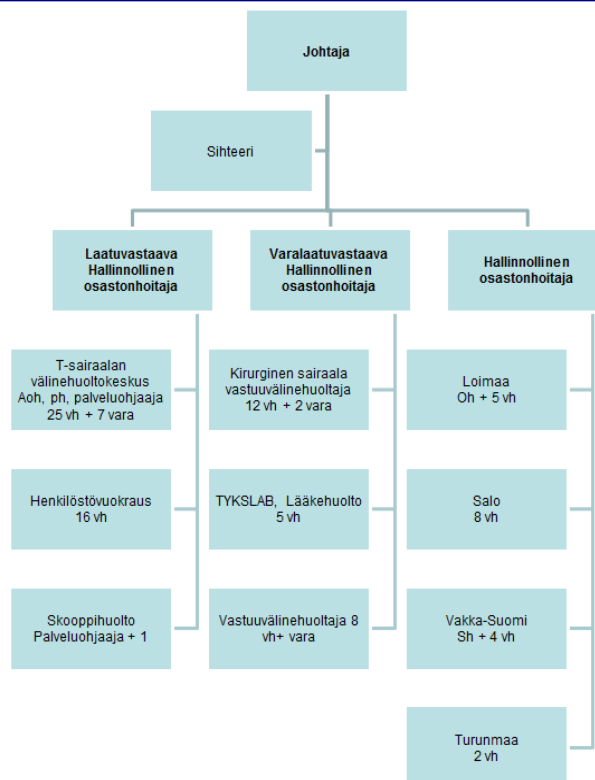 Johtaja
Sihteeri
Laatuvastaava
Hallinnollinen
osastonhoitaja
Varalaatuvastaava
Hallinnollinen
osastonhoitaja
Hallinnollinen
osastonhoitaja
T-sairaalan
välinehuoltokeskus
Aoh, ph, palveluohjaaja
25 vh + 7 vara
Kirurginen sairaala
vastuuvälinehuoltaja
12 vh + 2 vara
Loimaa
Oh + 5 vh
Henkilöstövuokraus
16 vh
TYKSLAB, Lääkehuolto
5 vh
Salo
8 vh
Skooppihuolto
Palveluohjaaja + 1
Vastuuvälinehuoltaja 8
vh+ vara
Vakka-Suomi
Sh + 4 vh
Turunmaa
2 vh